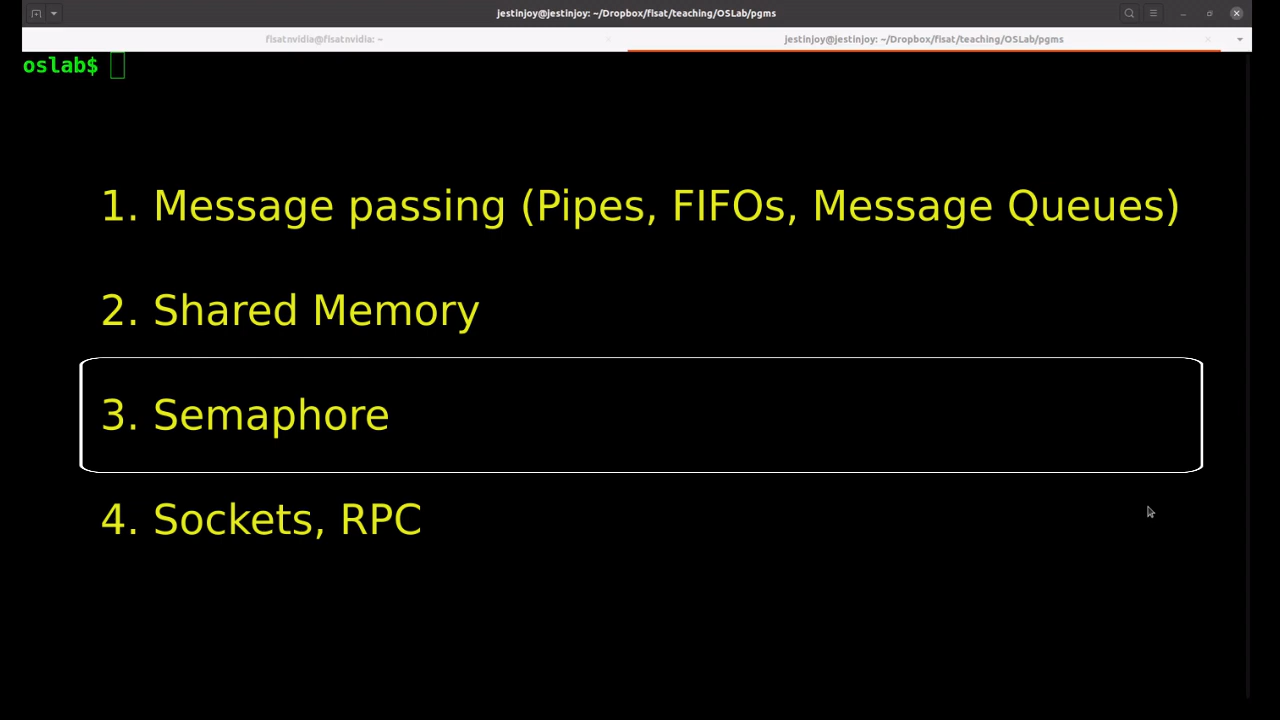 jestinjoy@jestinjoy: ~/Dropbox/fisat/teaching/OSLab/pgms
fisatnvidia@fisatnvidia: ~
jestinjoy@jestinjoy: ~/Dropbox/fisat/teaching/OSLab/pgms
oslab$
1. Message passing (Pipes, FIFOs, Message Queues)
2. Shared Memory
3. Semaphore
4. Sockets, RPC